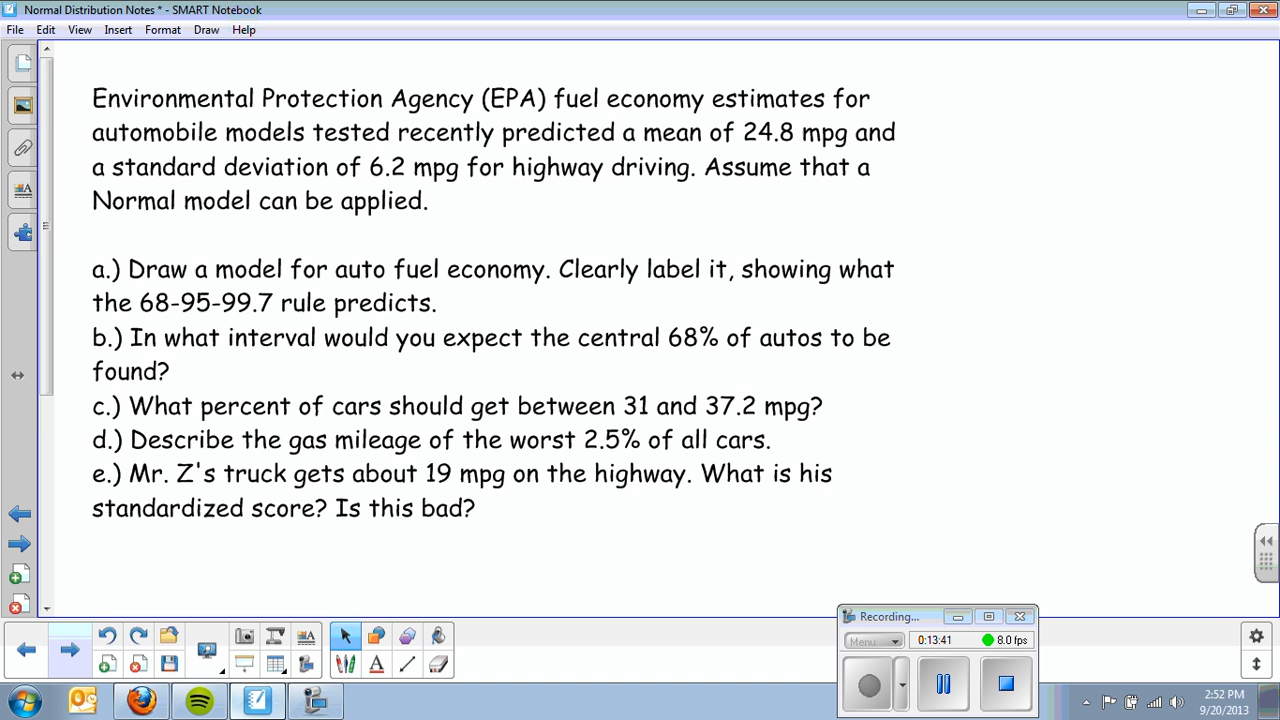 Normal Distribution Notes * - SMART Notebook
File Edit View Insert Format Draw Help
Environmental Protection Agency (EPA) fuel economy estimates for
automobile models tested recently predicted a mean of 24.8 mpg and
a standard deviation of 6.2 mpg for highway driving. Assume that a
Normal model can be applied.
a.) Draw a model for auto fuel economy. Clearly label it, showing what
the 68-95-99.7 rule predicts.
b.) In what interval would you expect the central 68% of autos to be
found?
c.) What percent of cars should get between 31 and 37.2 mpg?
d.) Describe the gas mileage of the worst 2.5% of all cars.
e.) Mr. Z's truck gets about 19 mpg on the highway. What is his
standardized score? Is this bad?
Recording...
Menu 0:13:41 8.0 fps
2:52 PM
9/20/2013